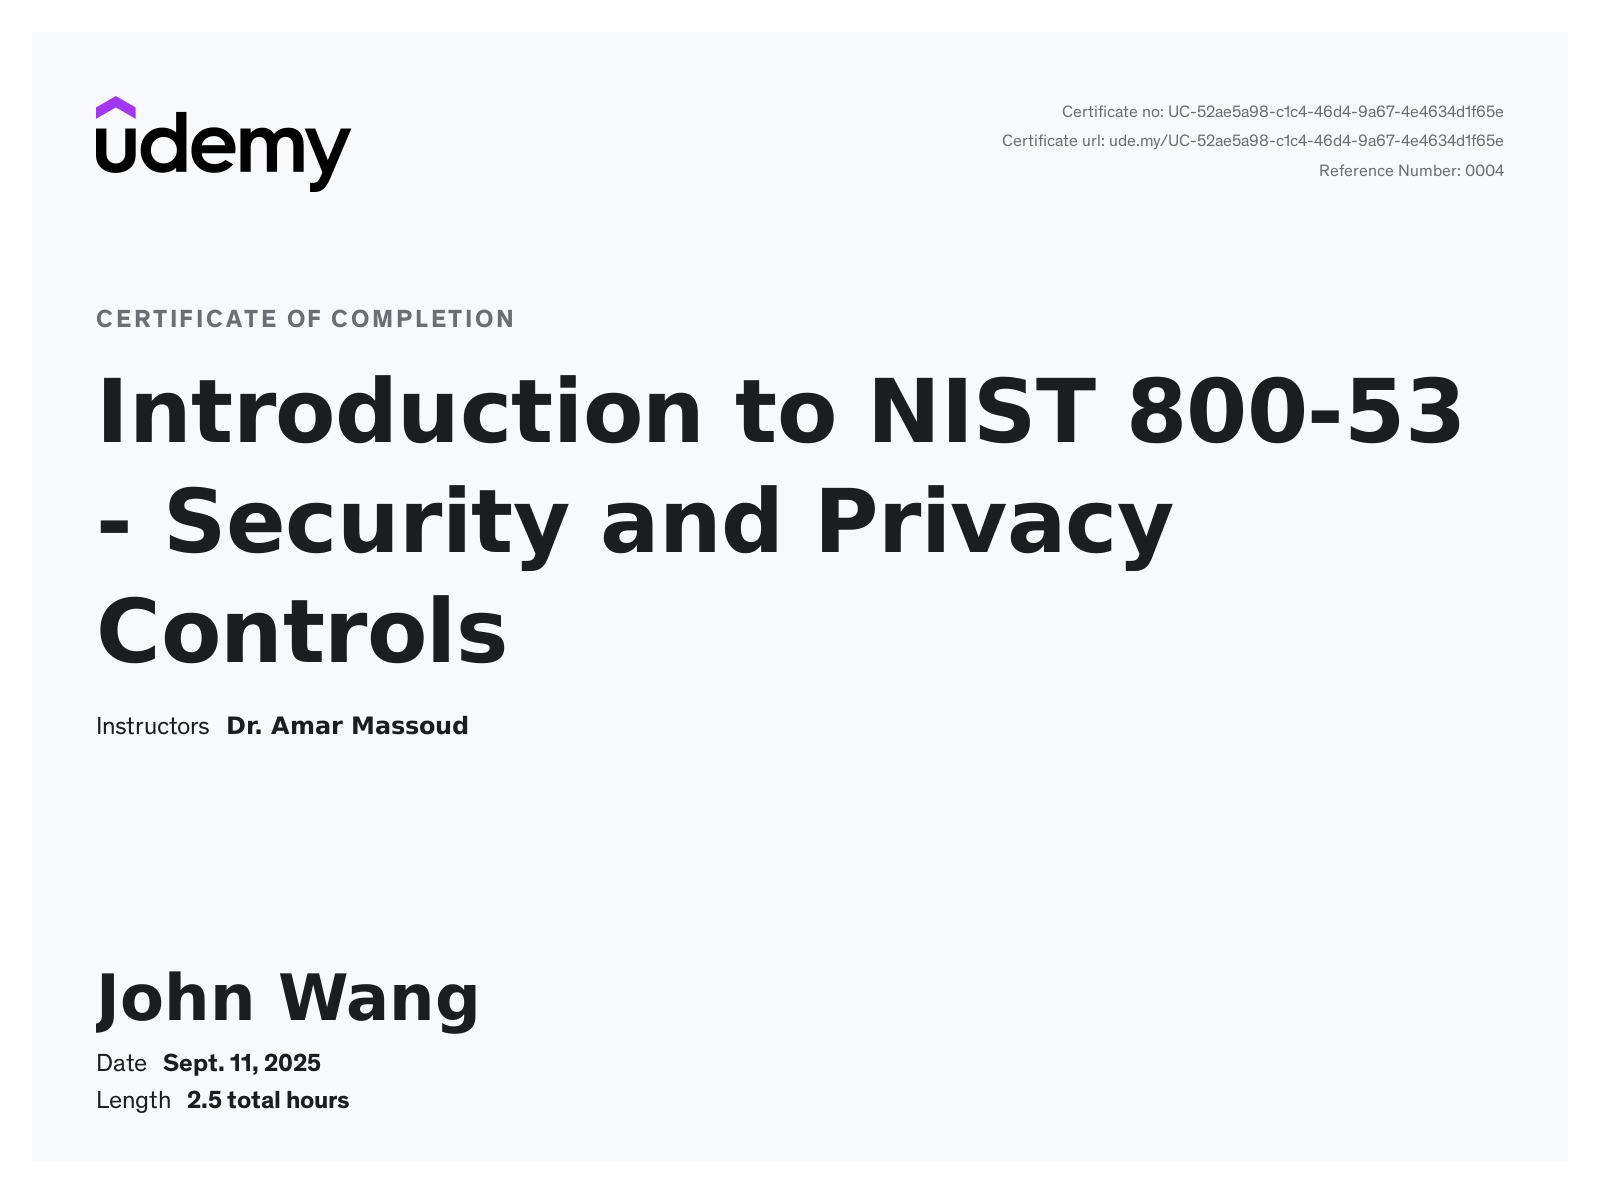 udemy
Certificate no: UC-52ae5a98-c1c4-46d4-9a67-4e4634d1f65e
Certificate url: ude.my/UC-52ae5a98-c1c4-46d4-9a67-4e4634d1f65e
Reference Number: 0004
CERTIFICATE OF COMPLETION
Introduction to NIST 800-53
- Security and Privacy
Controls
Instructors Dr. Amar Massoud
John Wang
Date Sept. 11, 2025
Length 2.5 total hours